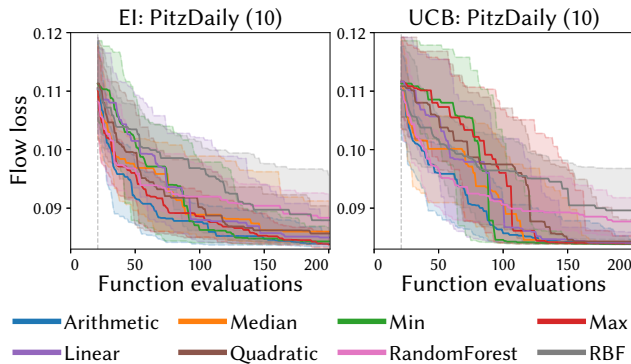 EI: PitzDaily (10) UCB: PitzDaily (10)
0.12 0.12
0.11 0.11
0.10 0.10
0.09 0.09
Flow loss
0 50 100 150 200 0 50 100 150 200
Function evaluations Function evaluations
Arithmetic Median Min Max
Linear Quadratic RandomForest RBF